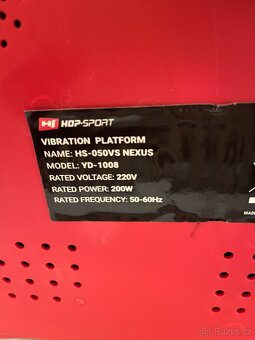 HOP-SPORT
VIBRATION PLATFORM
NAME: HS-050VS NEXUS
MODEL: YD-1008
RATED VOLTAGE: 220V
RATED POWER: 200W
RATED FREQUENCY: 50-60Hz
MADE